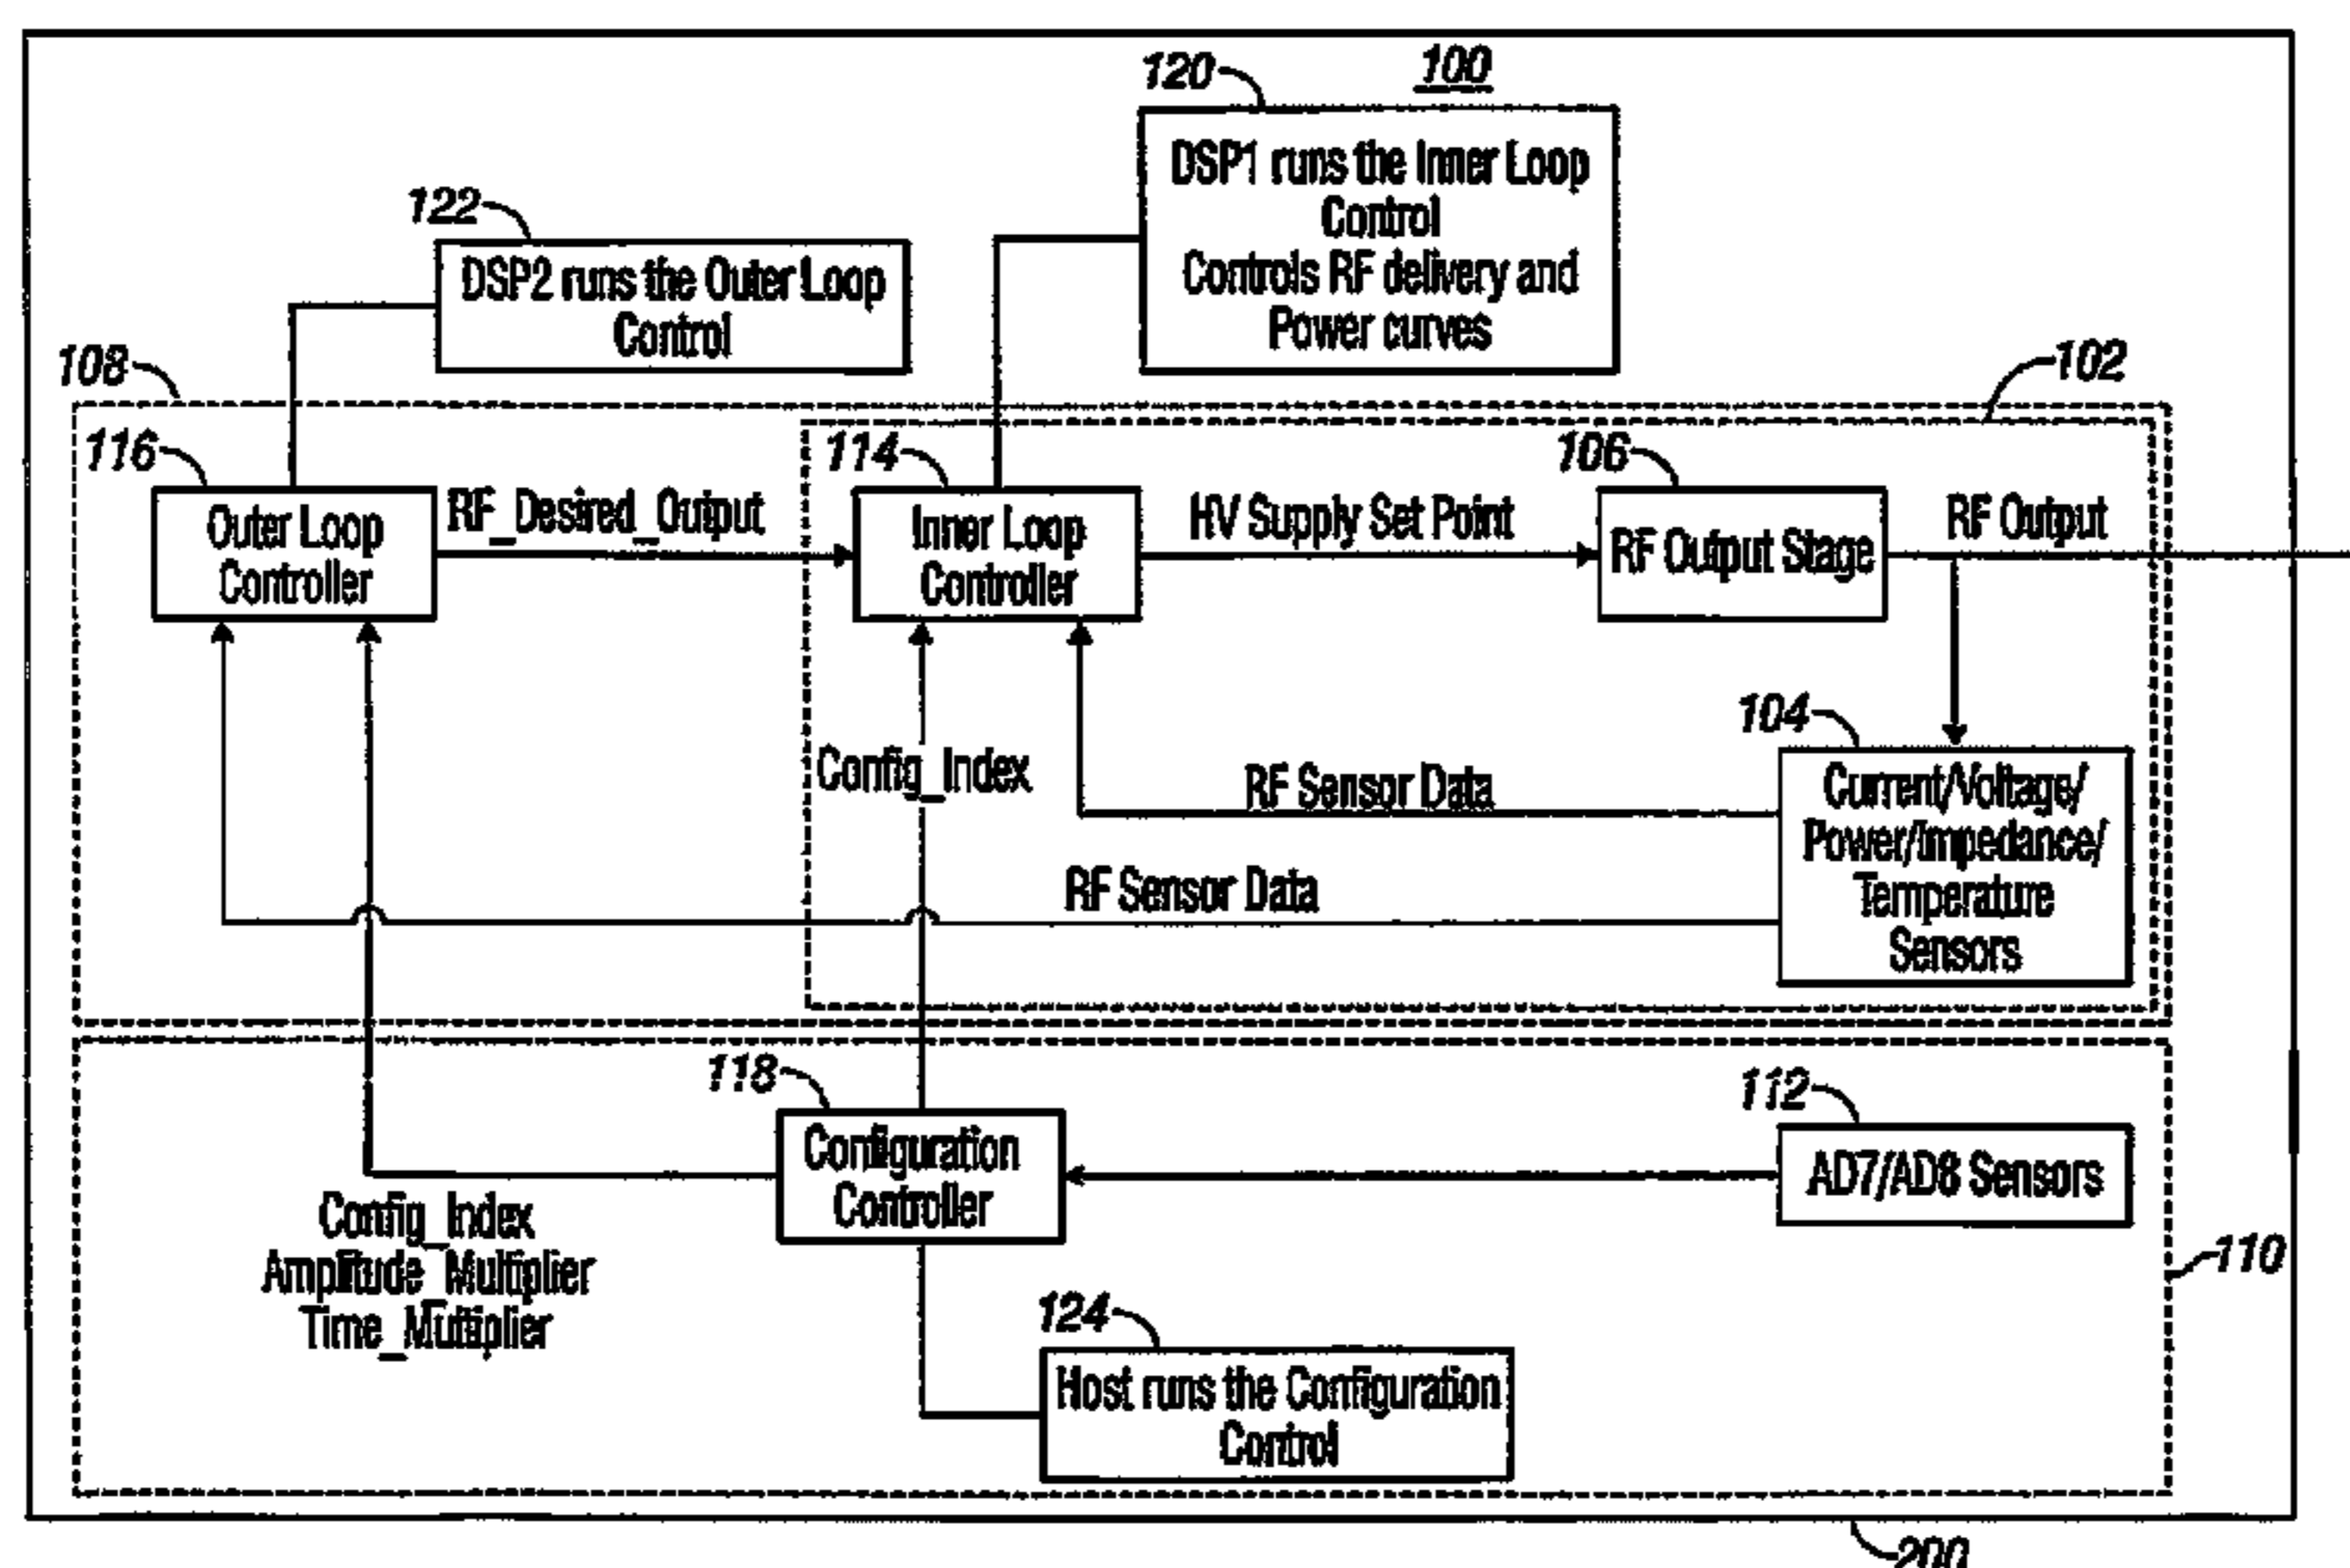 120
100
DSP1 runs the Inner Loop
Control
Controls RF delivery and
Power curves
122
DSP2 runs the Outer Loop
Control
108
102
116
Outer Loop
Controller
RF_Desired_Output
114
Inner Loop
Controller
HV Supply Set Point
106
RF Output Stage
RF Output
Config_Index
RF Sensor Data
RF Sensor Data
104
Current/Voltage/
Power/Impedance/
Temperature
Sensors
118
Configuration
Controller
112
AD7/AD8 Sensors
110
Config_Index
Amplitude_Multiplier
Time_Multiplier
124
Host runs the Configuration
Control
200